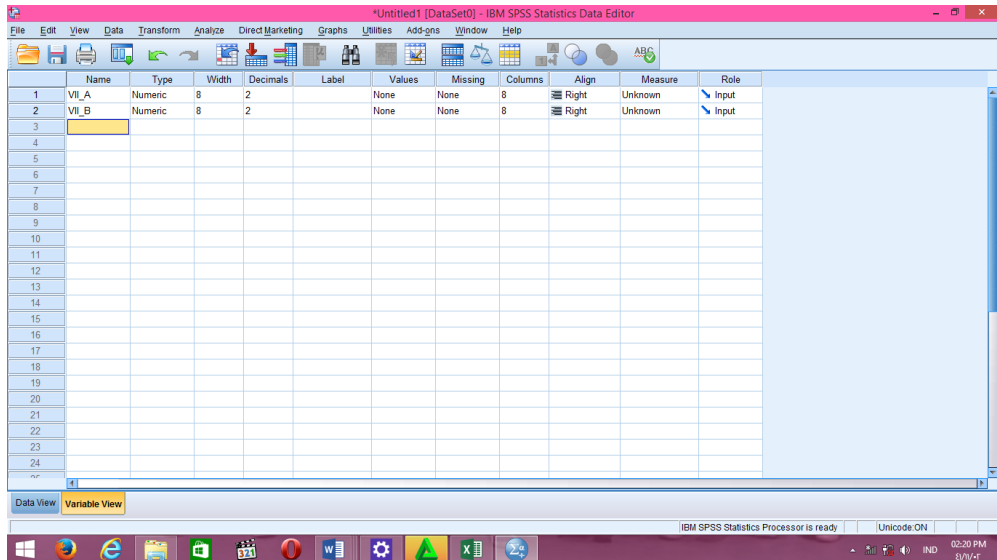 *Untitled1 [DataSet0] - IBM SPSS Statistics Data Editor
File Edit View Data Transform Analyze Direct Marketing Graphs Utilities Add-ons Window Help
Name Type Width Decimals Label Values Missing Columns Align Measure Role
1 VII_A Numeric 8 2 None None 8 Right Unknown Input
2 VII_B Numeric 8 2 None None 8 Right Unknown Input
3
4
5
6
7
8
9
10
11
12
13
14
15
16
17
18
19
20
21
22
23
24
Data View Variable View
IBM SPSS Statistics Processor is ready Unicode:ON
IND 02:20 PM